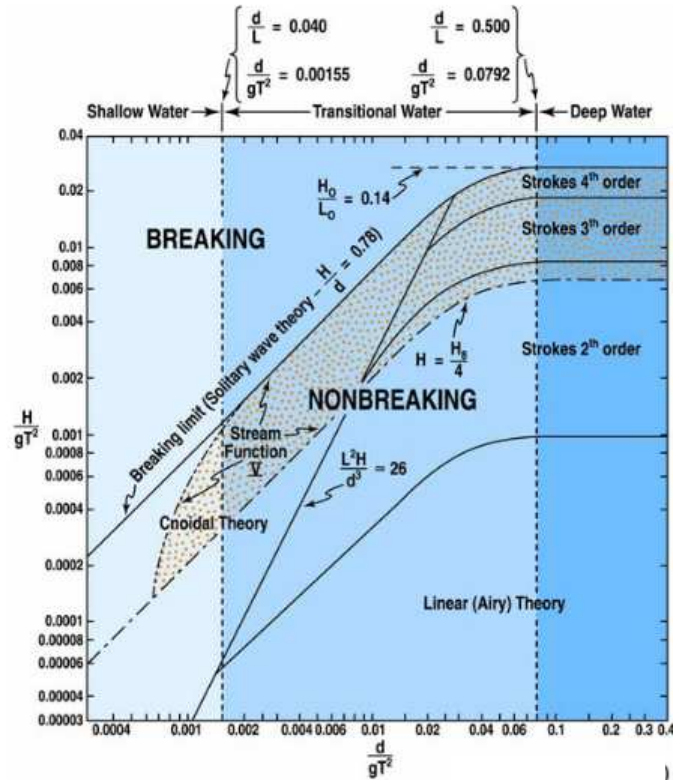 d/L = 0.040
d/gT² = 0.00155
d/L = 0.500
d/gT² = 0.0792
Shallow Water
Transitional Water
Deep Water
0.04
0.02
0.01
0.008
0.006
0.004
0.002
0.001
0.0008
0.0006
0.0004
0.0002
0.0001
0.00006
0.00004
0.00003
H/gT²
H₀/L₀ = 0.14
Strokes 4th order
Strokes 3th order
BREAKING
Breaking limit (Solitary wave theory - H/d = 0.78)
H = H_B/4
Strokes 2th order
NONBREAKING
Stream
Function
V
L²H/d³ ≃ 26
Cnoidal Theory
Linear (Airy) Theory
0.0004
0.001
0.002
0.004
0.01
0.02
0.04
0.06
0.1
0.2
0.3
0.4
d/gT²
)